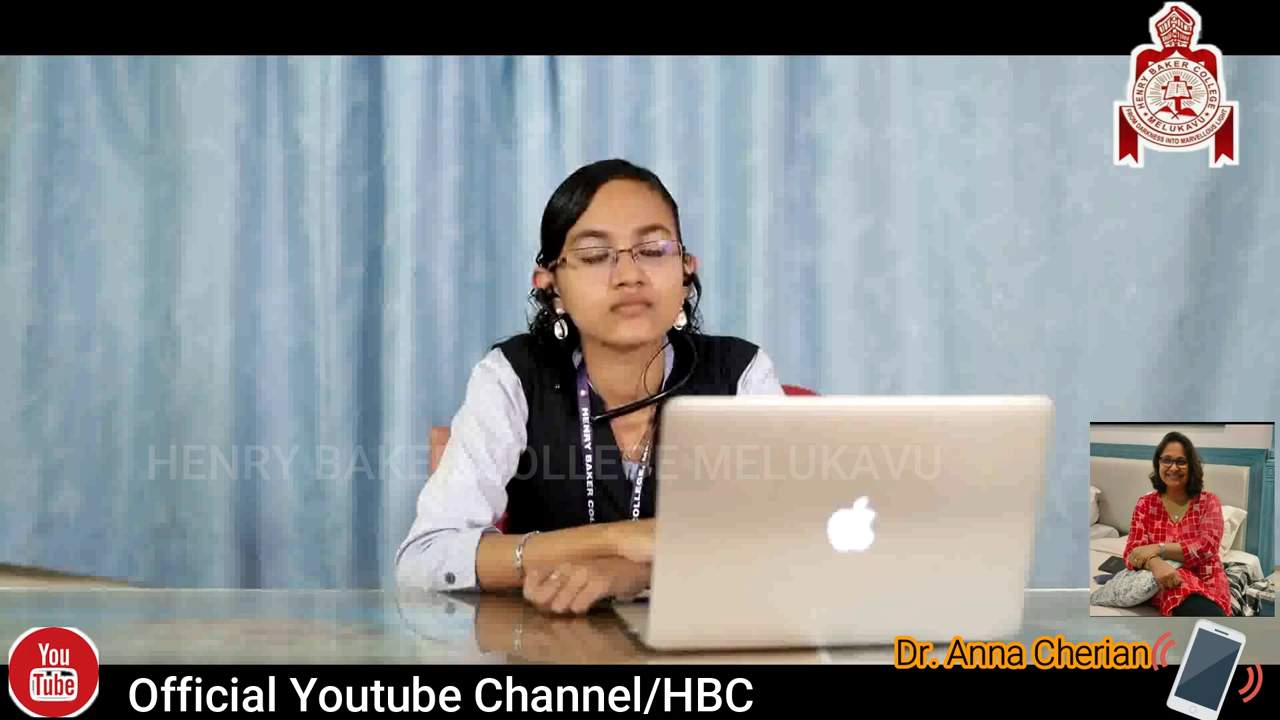 HENRY BAKER COLLEGE
MELUKAVU
FROM DARKNESS INTO MARVELLOUS LIGHT
HENRY BAKER COL
COLLEGE
HENRY BAKER COLLEGE MELUKAVU
Dr. Anna Cherian
You
Tube
Official Youtube Channel/HBC